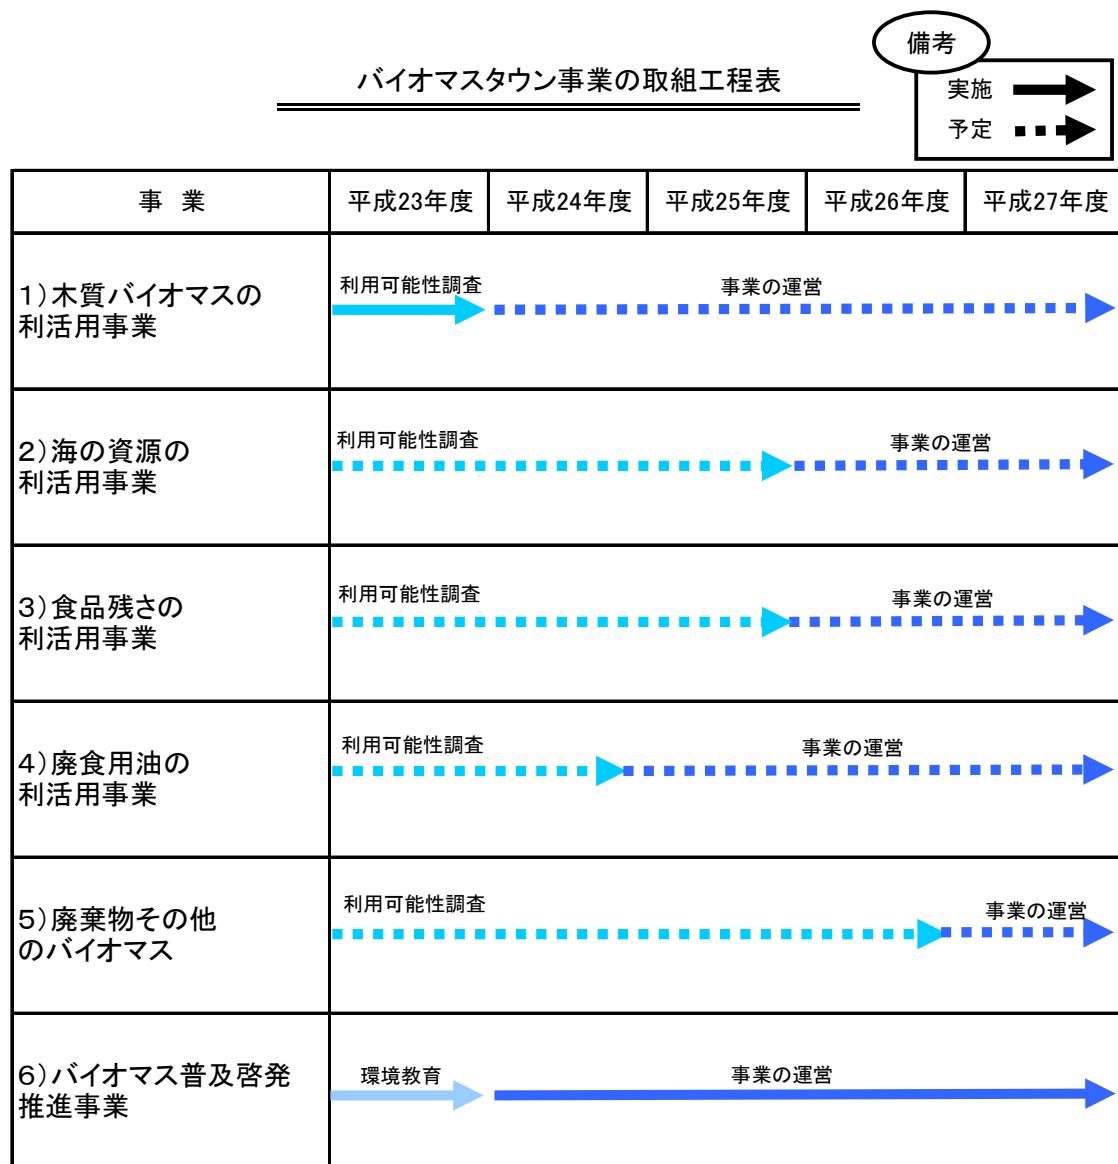 備考
バイオマスタウン事業の取組工程表
実施
予定
事 業
平成23年度
平成24年度
平成25年度
平成26年度
平成27年度
1)木質バイオマスの
利活用事業
利用可能性調査
事業の運営
2)海の資源の
利活用事業
利用可能性調査
事業の運営
3)食品残さの
利活用事業
利用可能性調査
事業の運営
4)廃食用油の
利活用事業
利用可能性調査
事業の運営
5)廃棄物その他
のバイオマス
利用可能性調査
事業の運営
6)バイオマス普及啓発
推進事業
環境教育
事業の運営